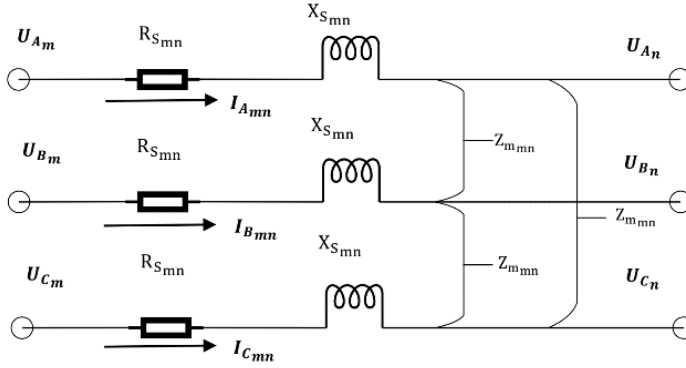 X_{S_{mn}}
U_{A_m} R_{S_{mn}} U_{A_n}
I_{A_{mn}}
X_{S_{mn}}
U_{B_m} R_{S_{mn}} Z_{m_{mn}} U_{B_n}
I_{B_{mn}} Z_{m_{mn}}
X_{S_{mn}}
U_{C_m} R_{S_{mn}} Z_{m_{mn}} U_{C_n}
I_{C_{mn}}